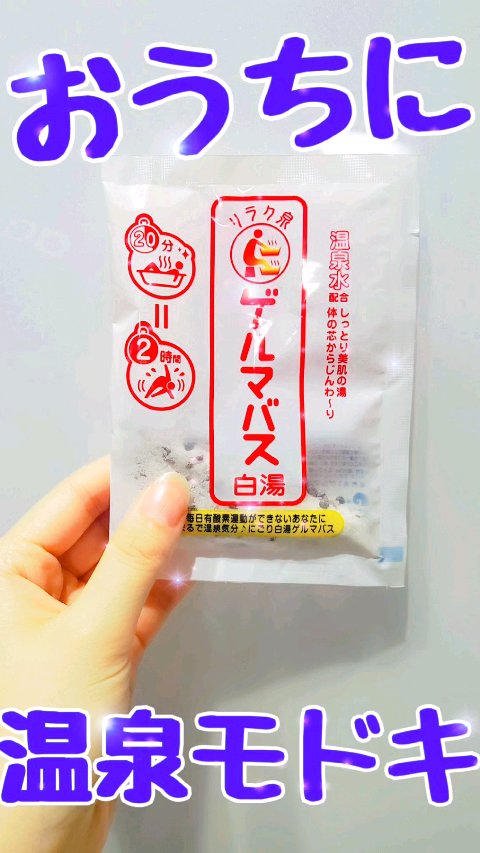 おうちに
リラク泉
ゲルマバス
白湯
20分
=
2時間
温泉水
配合
しっとり美肌の湯
体の芯からじんわ〜り
毎日有酸素運動ができないあなたに
るで温泉気分♪にごり白湯ゲルマバス
温泉モドキ